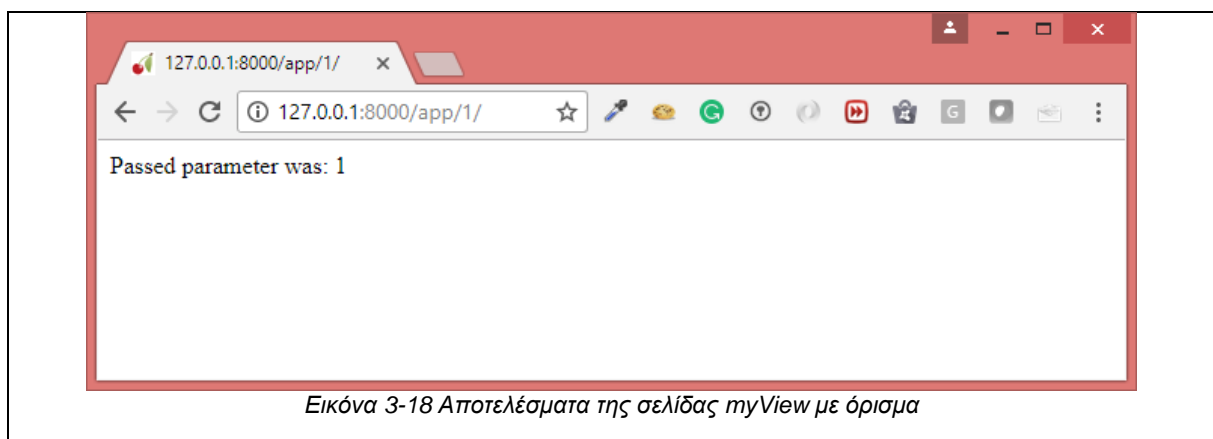 127.0.0.1:8000/app/1/
127.0.0.1:8000/app/1/
Passed parameter was: 1
Εικόνα 3-18 Αποτελέσματα της σελίδας myView με όρισμα